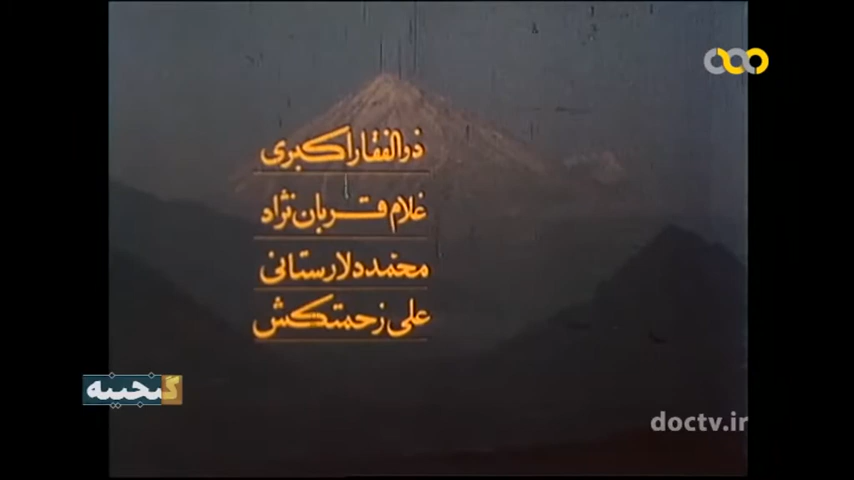 ذوالفقار اکبری
غلام قربان نژاد
محمد دلارستانی
علی زحمتکش
گنجینه
doctv.ir